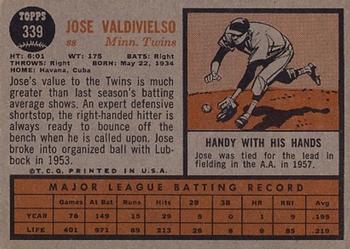 TOPPS
339
JOSE VALDIVIELSO
ss Minn. Twins
HT: 6:01 WT: 175 BATS: Right
THROWS: Right BORN: May 22, 1934
HOME: Havana, Cuba
Jose's value to the Twins is much
greater than last season's batting
average shows. An expert defensive
shortstop, the right-handed hitter is
always ready to bounce off the
bench when he is called upon. Jose
broke into organized ball with Lub-
bock in 1953.
© T.C.G. PRINTED IN U.S.A.
HANDY WITH HIS HANDS
Jose was tied for the lead in
fielding in the A.A. in 1957.
MAJOR LEAGUE BATTING RECORD
Games At Bat Runs Hits 2B 3B HR RBI Avg.
YEAR 76 149 15 29 5 0 1 9 .195
LIFE 401 971 89 9 85 .219